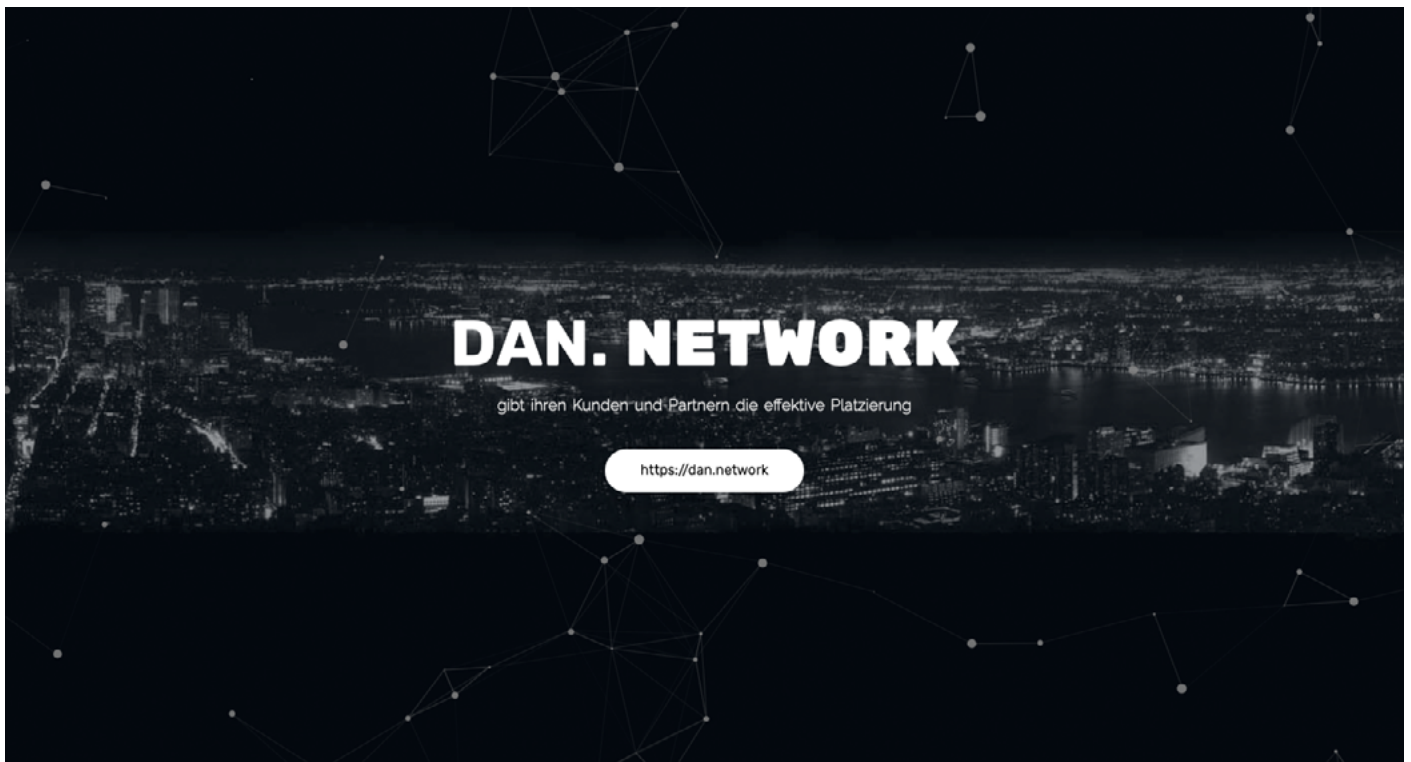 DAN. NETWORK
gibt ihren Kunden und Partnern die effektive Platzierung
https://dan.network